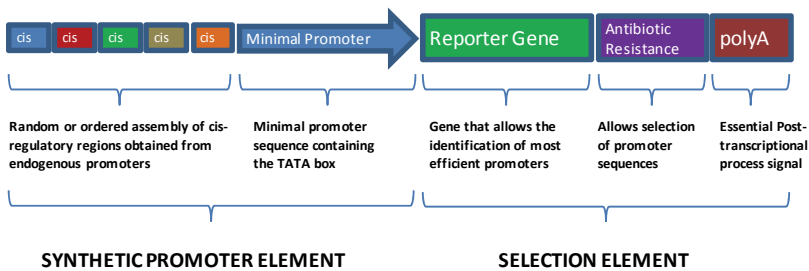 cis cis cis cis cis Minimal Promoter Reporter Gene Antibiotic Resistance polyA
Random or ordered assembly of cis-
regulatory regions obtained from
endogenous promoters
Minimal promoter
sequence containing
the TATA box
Gene that allows the
identification of most
efficient promoters
Allows selection
of promoter
sequences
Essential Post-
transcriptional
process signal
SYNTHETIC PROMOTER ELEMENT
SELECTION ELEMENT